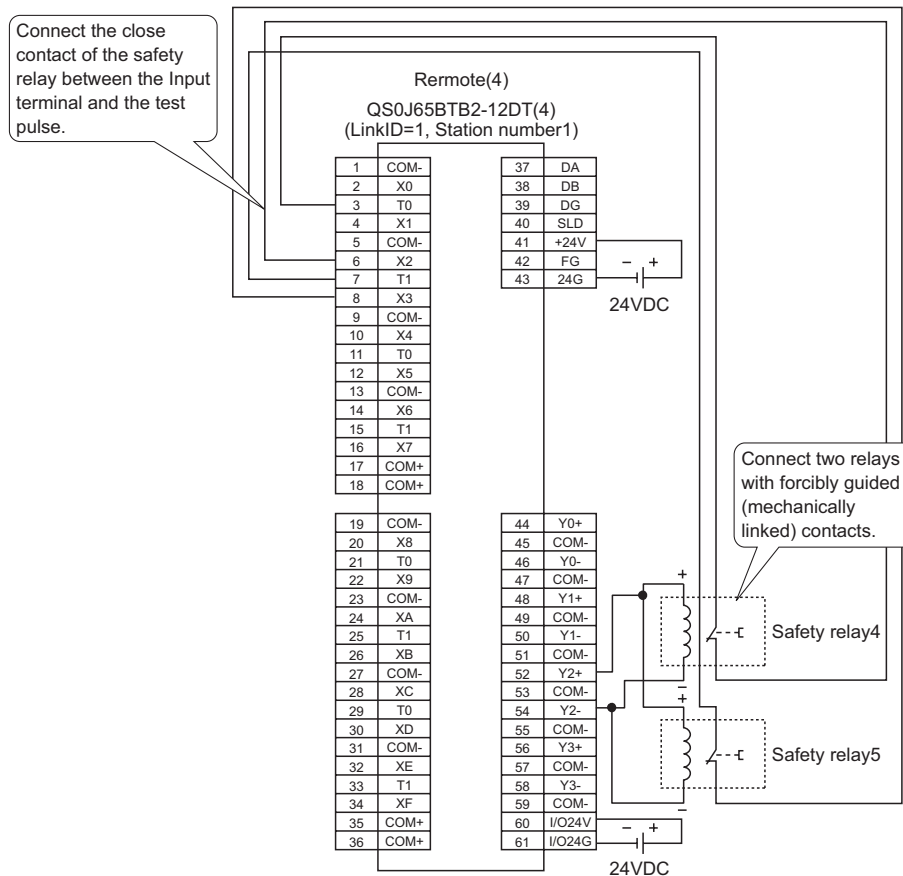 Connect the close
contact of the safety
relay between the Input
terminal and the test
pulse.
Rermote(4)
QS0J65BTB2-12DT(4)
(LinkID=1, Station number1)
1 COM-
2 X0
3 T0
4 X1
5 COM-
6 X2
7 T1
8 X3
9 COM-
10 X4
11 T0
12 X5
13 COM-
14 X6
15 T1
16 X7
17 COM+
18 COM+
37 DA
38 DB
39 DG
40 SLD
41 +24V
42 FG
43 24G
- +
24VDC
Connect two relays
with forcibly guided
(mechanically
linked) contacts.
19 COM-
20 X8
21 T0
22 X9
23 COM-
24 XA
25 T1
26 XB
27 COM-
28 XC
29 T0
30 XD
31 COM-
32 XE
33 T1
34 XF
35 COM+
36 COM+
44 Y0+
45 COM-
46 Y0-
47 COM-
48 Y1+
49 COM-
50 Y1-
51 COM-
52 Y2+
53 COM-
54 Y2-
55 COM-
56 Y3+
57 COM-
58 Y3-
59 COM-
60 I/O24V
61 I/O24G
+
Safety relay4
-
+
Safety relay5
-
- +
24VDC